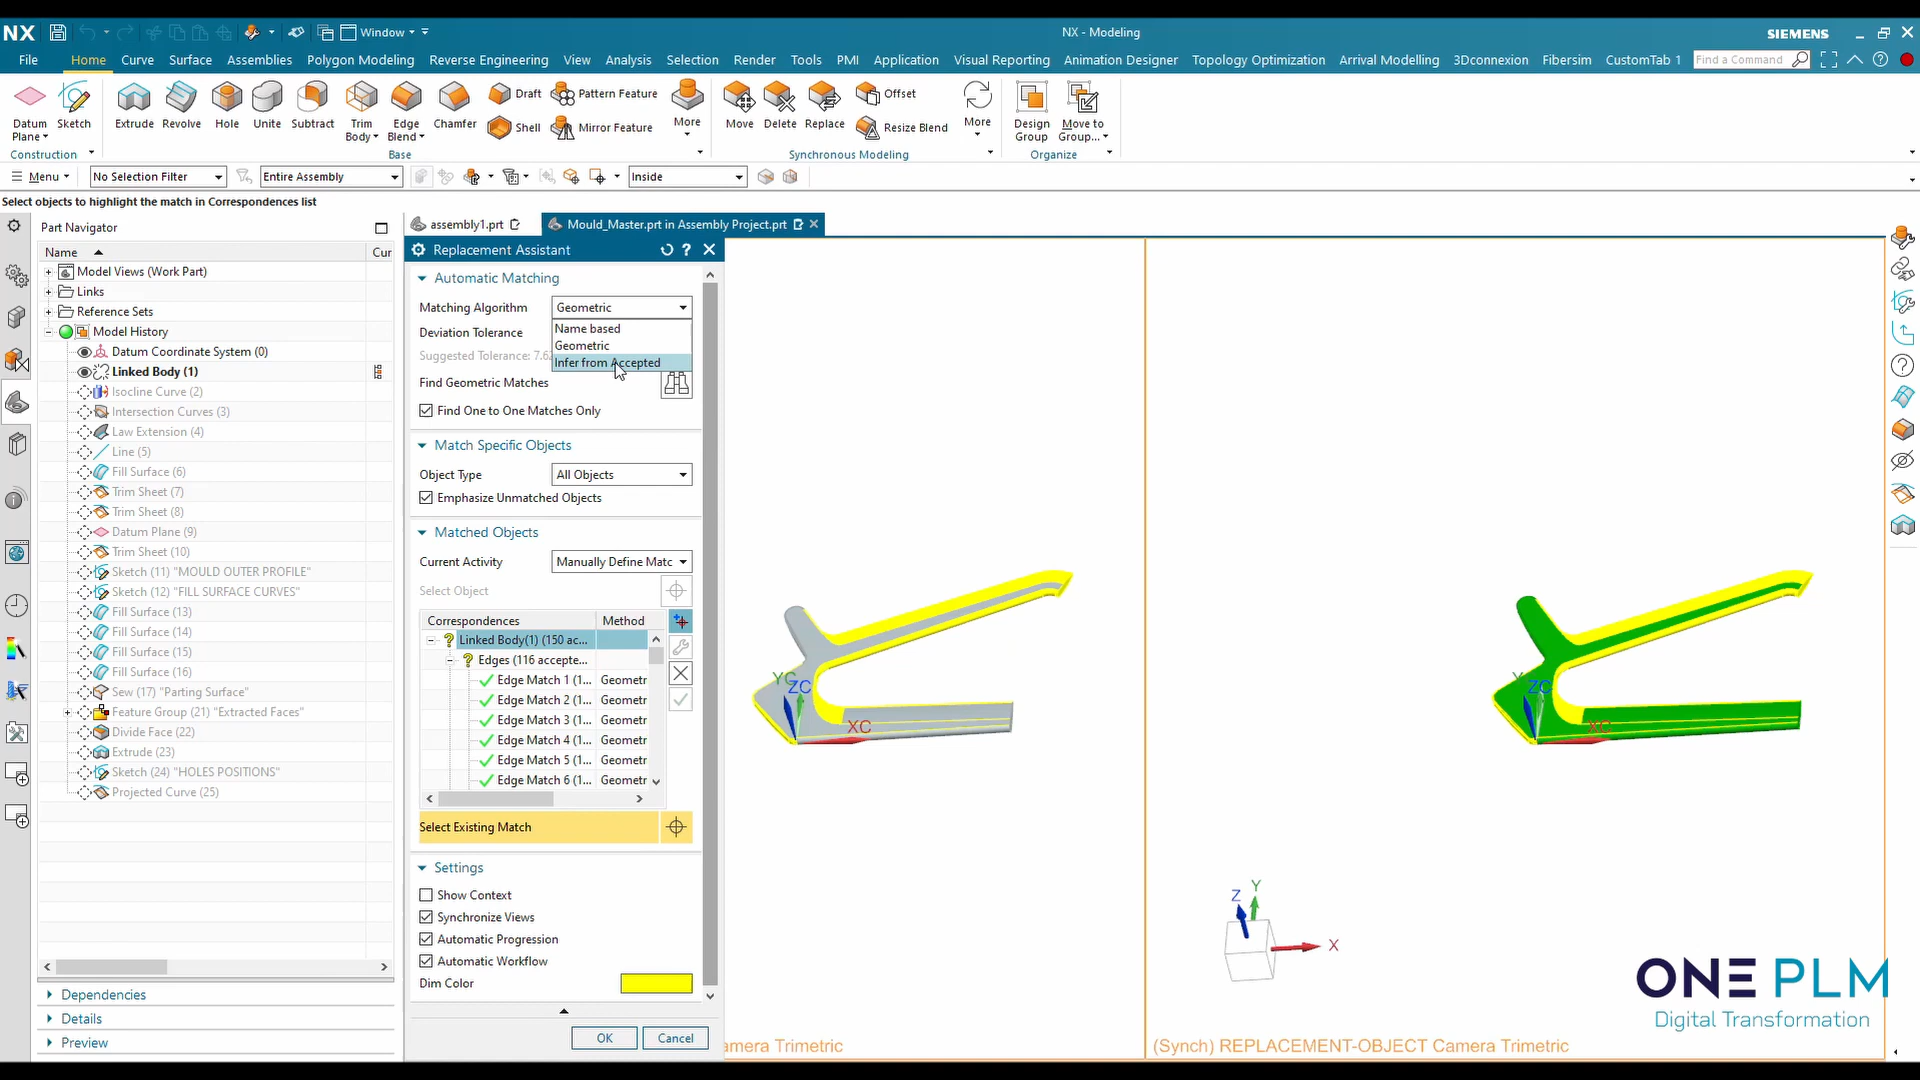 NX
Window
NX - Modeling
SIEMENS
File Home Curve Surface Assemblies Polygon Modeling Reverse Engineering View Analysis Selection Render Tools PMI Application Visual Reporting Animation Designer Topology Optimization Arrival Modelling 3Dconnexion Fibersim CustomTab 1 Find a Command
Datum Plane
Sketch
Extrude
Revolve
Hole
Unite
Subtract
Trim Body
Edge Blend
Chamfer
Draft
Shell
Pattern Feature
Mirror Feature
More
Move
Delete
Replace
Offset
Resize Blend
More
Design Group
Move to Group...
Construction
Base
Synchronous Modeling
Organize
Menu
No Selection Filter
Entire Assembly
Inside
Select objects to highlight the match in Correspondences list
Part Navigator
Name
Cur
Model Views (Work Part)
Links
Reference Sets
Model History
Datum Coordinate System (0)
Linked Body (1)
Isocline Curve (2)
Intersection Curves (3)
Law Extension (4)
Line (5)
Fill Surface (6)
Trim Sheet (7)
Trim Sheet (8)
Datum Plane (9)
Trim Sheet (10)
Sketch (11) "MOULD OUTER PROFILE"
Sketch (12) "FILL SURFACE CURVES"
Fill Surface (13)
Fill Surface (14)
Fill Surface (15)
Fill Surface (16)
Sew (17) "Parting Surface"
Feature Group (21) "Extracted Faces"
Divide Face (22)
Extrude (23)
Sketch (24) "HOLES POSITIONS"
Projected Curve (25)
Dependencies
Details
Preview
assembly1.prt
Mould_Master.prt in Assembly Project.prt
Replacement Assistant
Automatic Matching
Matching Algorithm
Geometric
Name based
Geometric
Infer from Accepted
Deviation Tolerance
Suggested Tolerance: 7.62
Find Geometric Matches
Find One to One Matches Only
Match Specific Objects
Object Type
All Objects
Emphasize Unmatched Objects
Matched Objects
Current Activity
Manually Define Matc
Select Object
Correspondences Method
Linked Body(1) (150 ac...
Edges (116 accepte...
Edge Match 1 (1... Geometr
Edge Match 2 (1... Geometr
Edge Match 3 (1... Geometr
Edge Match 4 (1... Geometr
Edge Match 5 (1... Geometr
Edge Match 6 (1... Geometr
Select Existing Match
Settings
Show Context
Synchronize Views
Automatic Progression
Automatic Workflow
Dim Color
OK Cancel
YC
ZC
XC
Y
ZC
XC
Z
Y
X
amera Trimetric
(Synch) REPLACEMENT-OBJECT Camera Trimetric
ONE PLM
Digital Transformation